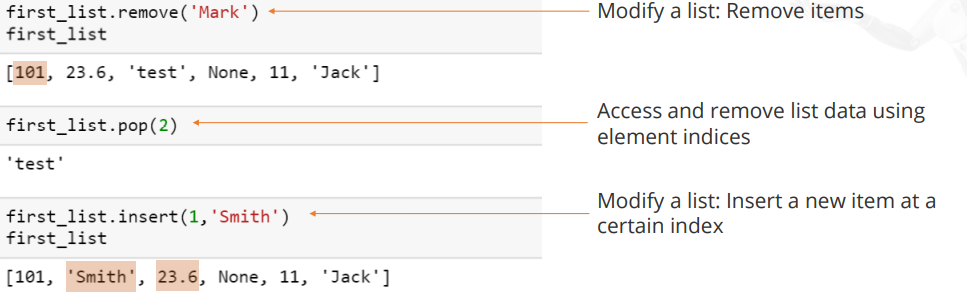 first_list.remove('Mark')
first_list
Modify a list: Remove items
[101, 23.6, 'test', None, 11, 'Jack']
first_list.pop(2)
Access and remove list data using
element indices
'test'
first_list.insert(1,'Smith')
first_list
Modify a list: Insert a new item at a
certain index
[101, 'Smith', 23.6, None, 11, 'Jack']